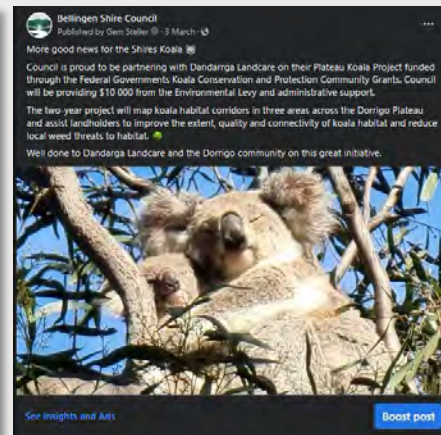 Bellingen Shire Council
Published by Gem Steller · 3 March ·
More good news for the Shires Koala
Council is proud to be partnering with Dandarrga Landcare on their Plateau Koala Project funded
through the Federal Governments Koala Conservation and Protection Community Grants. Council
will be providing $10 000 from the Environmental Levy and administrative support.
The two-year project will map koala habitat corridors in three areas across the Dorrigo Plateau
and assist landholders to improve the extent, quality and connectivity of koala habitat and reduce
local weed threats to habitat.
Well done to Dandarga Landcare and the Dorrigo community on this great initiative.
See Insights and Ads
Boost post